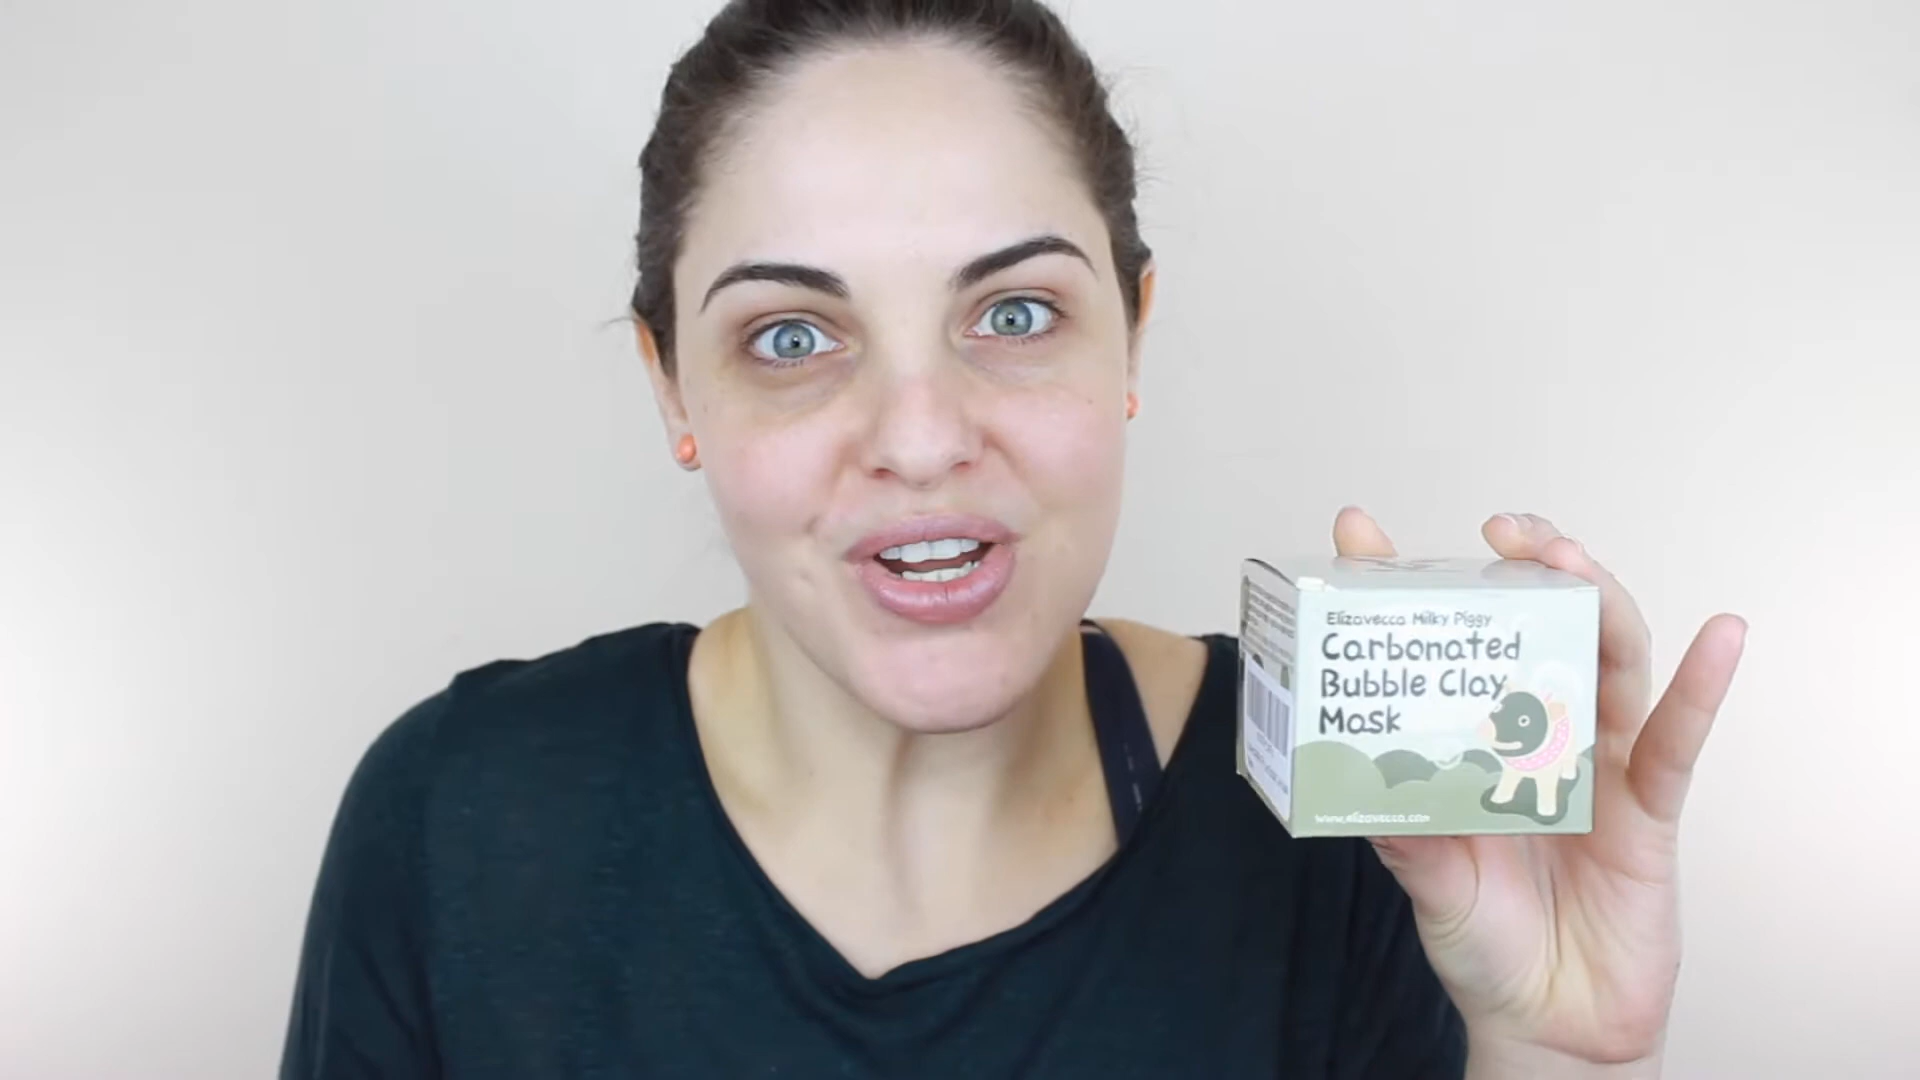 Elizavecca Milky Piggy
Carbonated
Bubble Clay
Mask
www.elizavecca.com